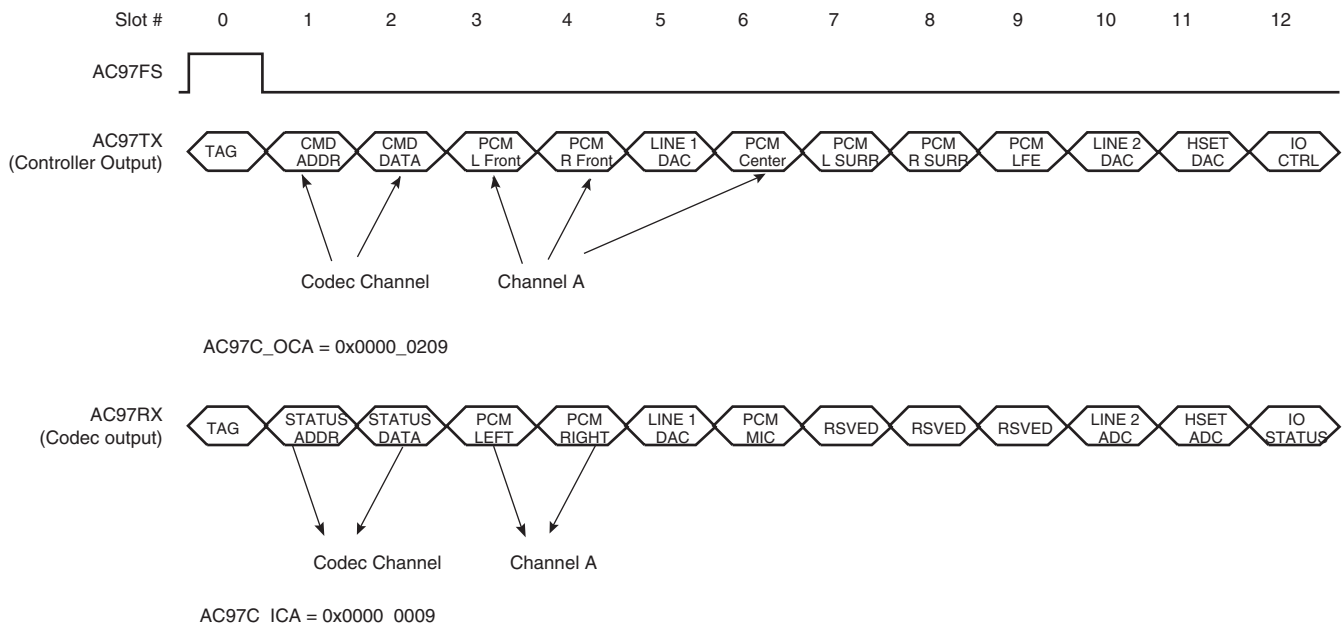 Slot # 0 1 2 3 4 5 6 7 8 9 10 11 12
AC97FS
AC97TX
(Controller Output)
TAG
CMD
ADDR
CMD
DATA
PCM
L Front
PCM
R Front
LINE 1
DAC
PCM
Center
PCM
L SURR
PCM
R SURR
PCM
LFE
LINE 2
DAC
HSET
DAC
IO
CTRL
Codec Channel
Channel A
AC97C_OCA = 0x0000_0209
AC97RX
(Codec output)
TAG
STATUS
ADDR
STATUS
DATA
PCM
LEFT
PCM
RIGHT
LINE 1
DAC
PCM
MIC
RSVED
RSVED
RSVED
LINE 2
ADC
HSET
ADC
IO
STATUS
Codec Channel
Channel A
AC97C_ICA = 0x0000_0009